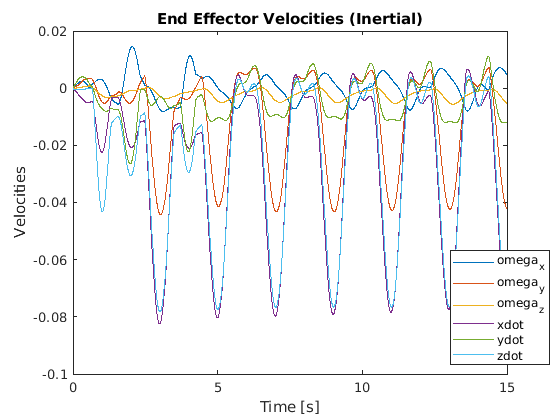 End Effector Velocities (Inertial)
0.02
0
-0.02
-0.04
-0.06
-0.08
-0.1
Velocities
0
5
10
15
Time [s]
omega_x
omega_y
omega_z
xdot
ydot
zdot